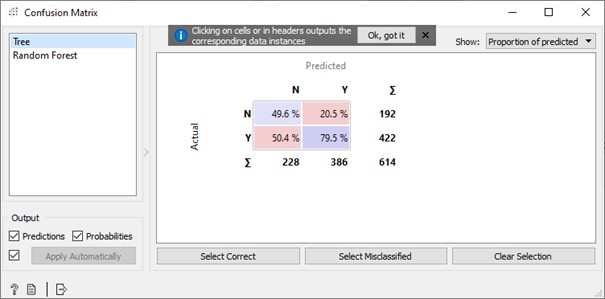 Confusion Matrix
Tree
Random Forest
Clicking on cells or in headers outputs the
corresponding data instances
Ok, got it
Show: Proportion of predicted
Predicted
N Y Σ
Actual
N 49.6 % 20.5 % 192
Y 50.4 % 79.5 % 422
Σ 228 386 614
Output
Predictions Probabilities
Apply Automatically
Select Correct Select Misclassified Clear Selection